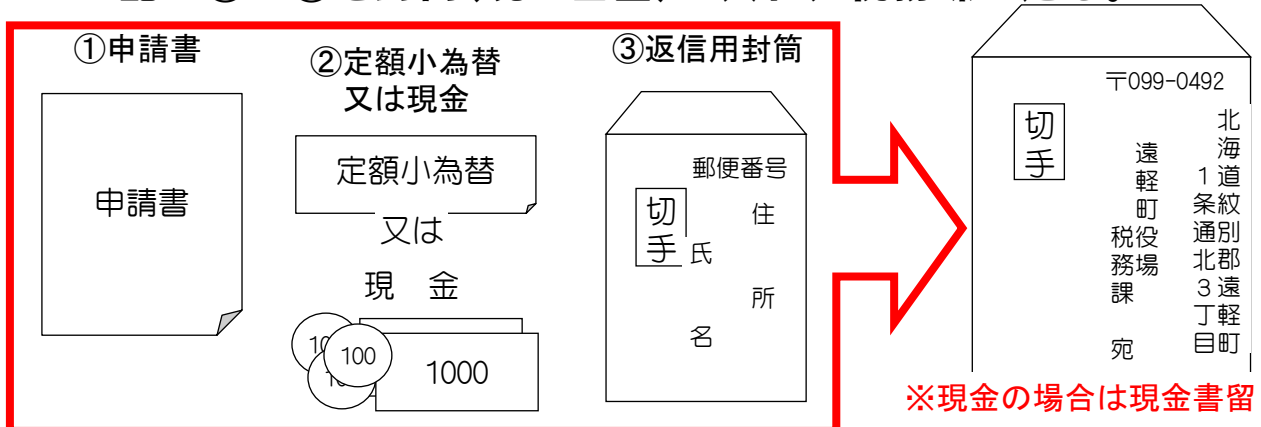 ①申請書
②定額小為替
又は現金
③返信用封筒
申請書
定額小為替
又は
現 金
100
1000
郵便番号
切手
住所
氏名
〒099-0492
切手
北海道紋別郡遠軽町
1条通北3丁目
遠軽町役場
税務課 宛
※現金の場合は現金書留